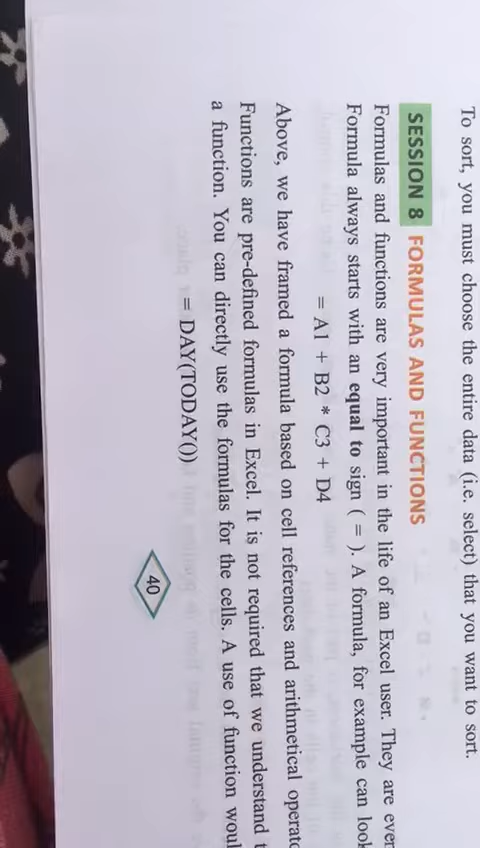 To sort, you must choose the entire data (i.e. select) that you want to sort.
SESSION 8 FORMULAS AND FUNCTIONS
Formulas and functions are very important in the life of an Excel user. They are
Formula always starts with an equal to sign ( = ). A formula, for example can look
= A1 + B2 * C3 + D4
Above, we have framed a formula based on cell references and arithmetical
Functions are pre-defined formulas in Excel. It is not required that we understand
a function. You can directly use the formulas for the cells. A use of function
= DAY(TODAY())
40